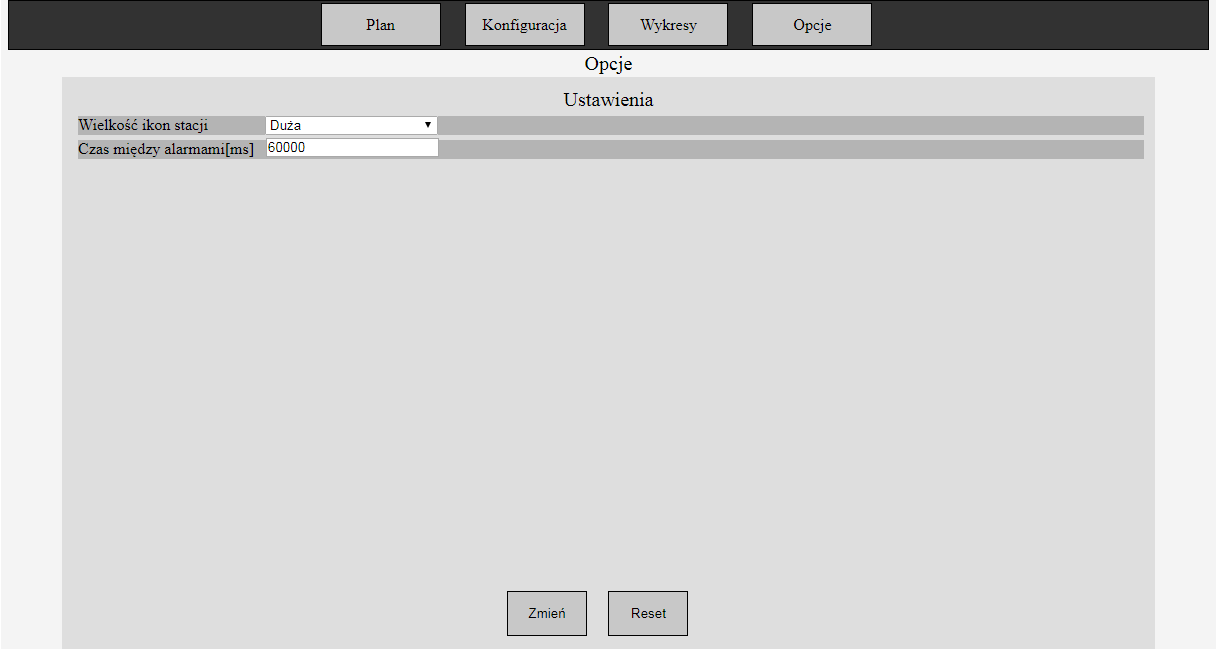 Plan Konfiguracja Wykresy Opcje
Opcje
Ustawienia
Wielkość ikon stacji Duża
Czas między alarmami[ms] 60000
Zmień Reset